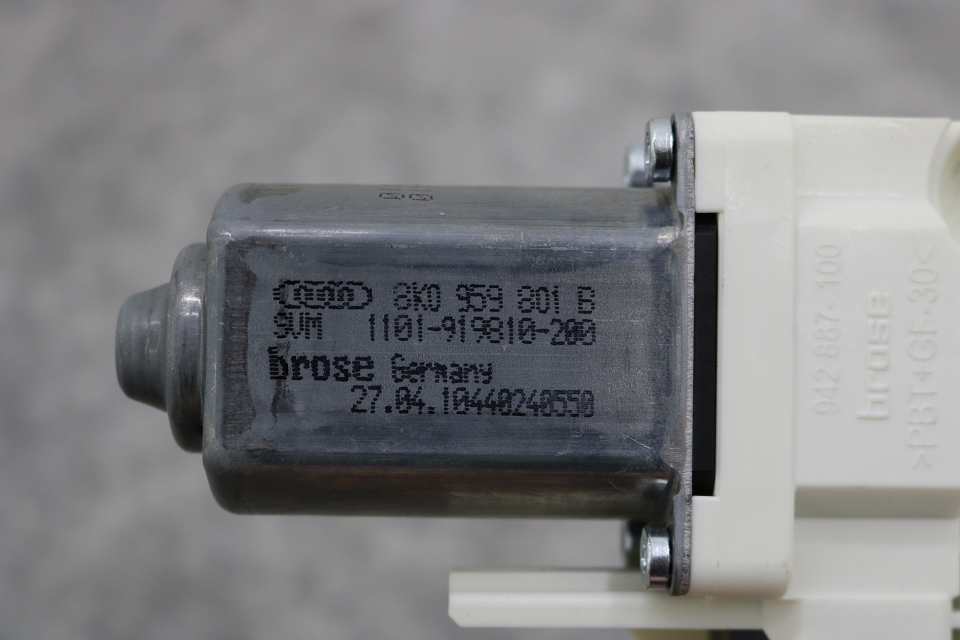 8K0 959 801 B
9VM 1101-919810-200
brose Germany
27.04.10440240550
942.887-100
brose
>PBT+GF-30<